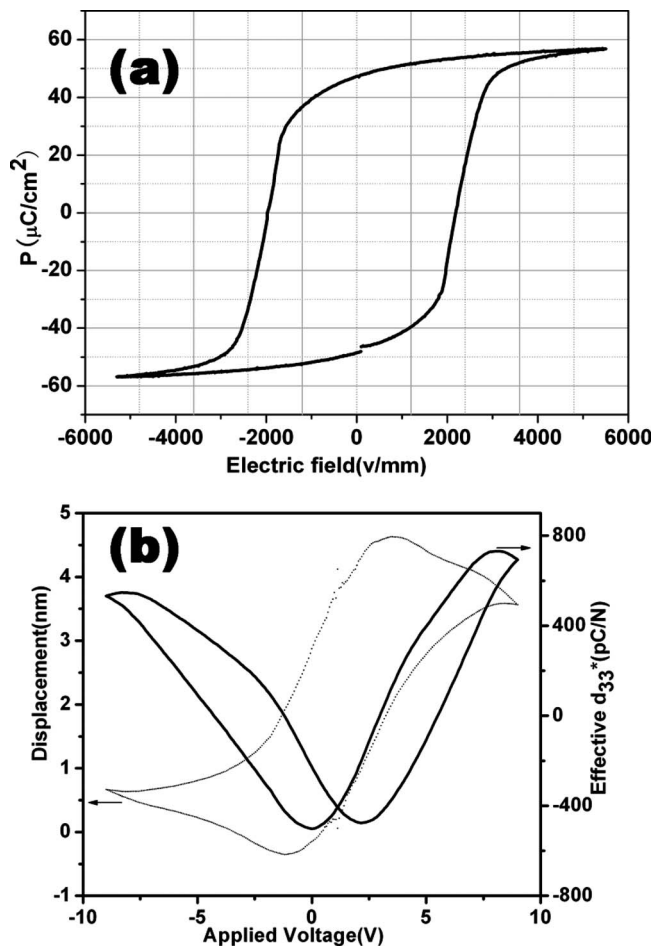 (a)
60
40
20
0
-20
-40
-60
P (μC/cm²)
-6000 -4000 -2000 0 2000 4000 6000
Electric field(v/mm)
(b)
5
4
3
2
1
0
-1
Displacement(nm)
800
400
0
-400
-800
Effective d₃₃*(pC/N)
-10 -5 0 5 10
Applied Voltage(V)